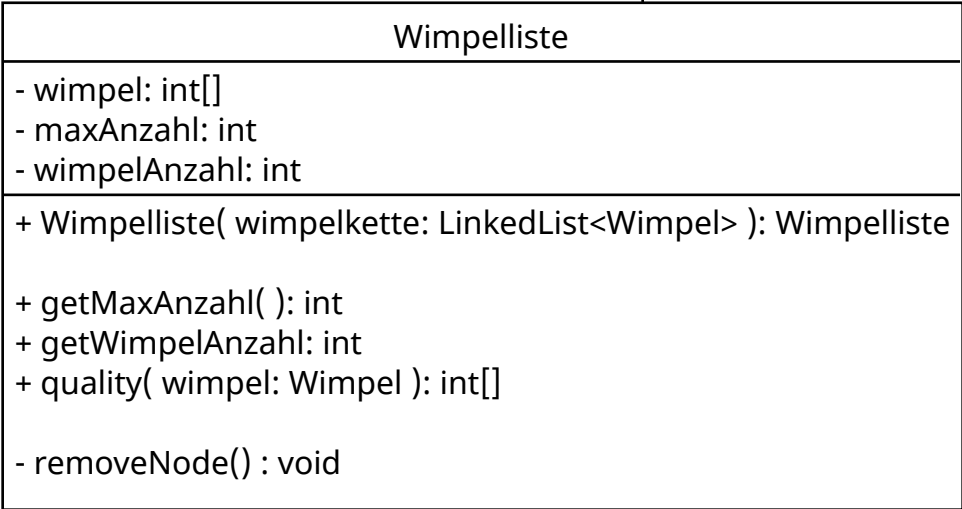 Wimpelliste
- wimpel: int[]
- maxAnzahl: int
- wimpelAnzahl: int
+ Wimpelliste( wimpelkette: LinkedList<Wimpel> ): Wimpelliste
+ getMaxAnzahl( ): int
+ getWimpelAnzahl: int
+ quality( wimpel: Wimpel ): int[]
- removeNode() : void